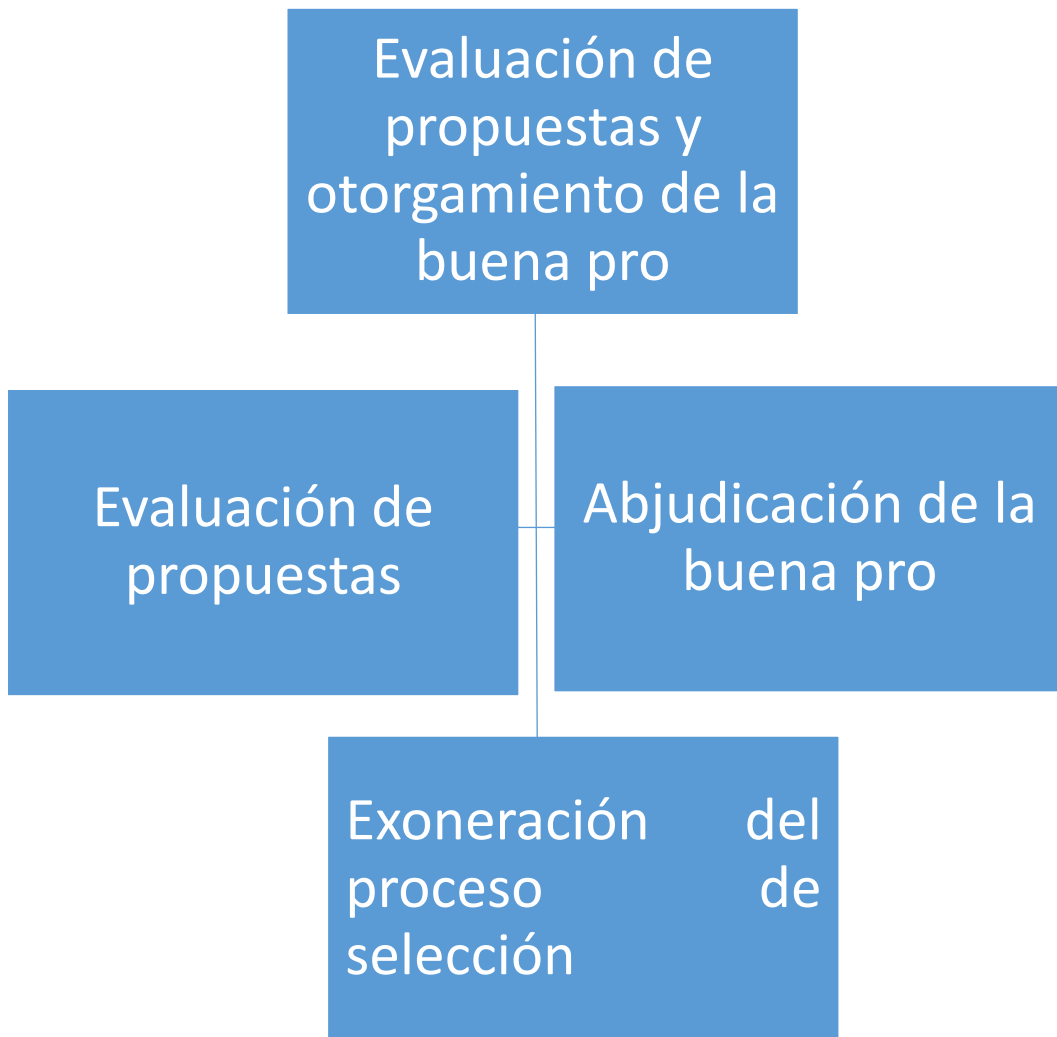 Evaluación de
propuestas y
otorgamiento de la
buena pro
Evaluación de
propuestas
Abjudicación de la
buena pro
Exoneración del
proceso de
selección